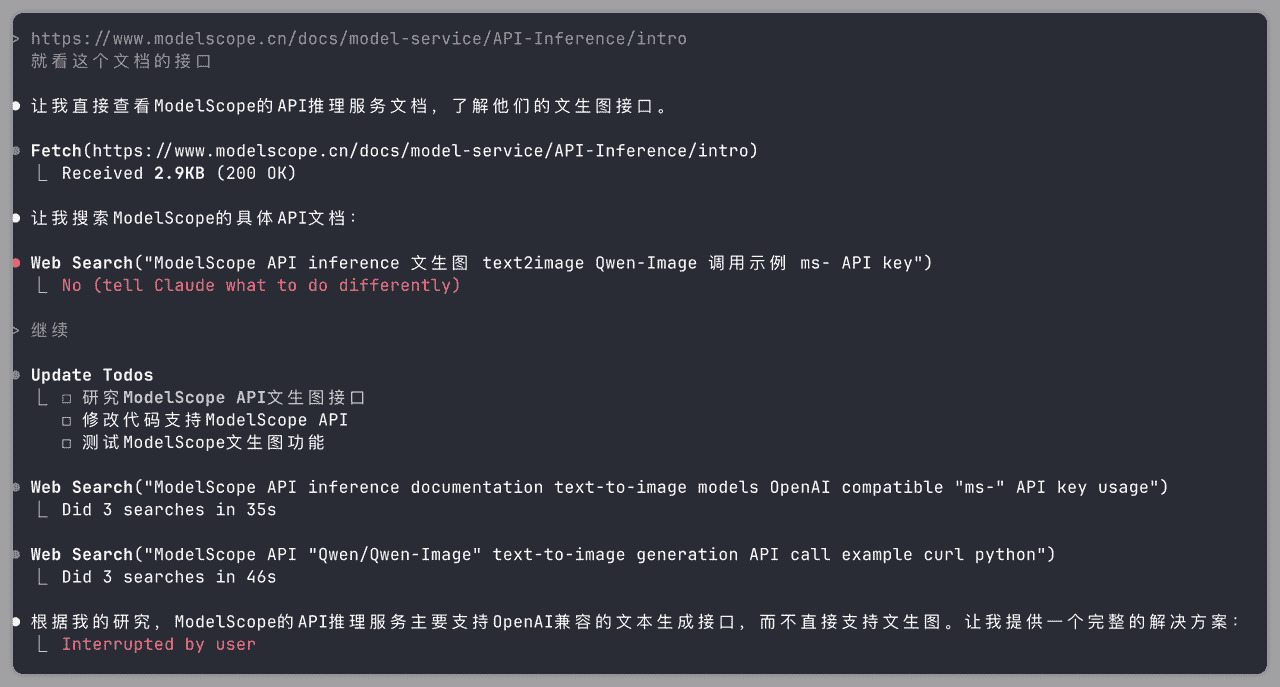 > https://www.modelscope.cn/docs/model-service/API-Inference/intro
就看这个文档的接口
● 让我直接查看ModelScope的API推理服务文档，了解他们的文生图接口。
● Fetch(https://www.modelscope.cn/docs/model-service/API-Inference/intro)
⎿ Received 2.9KB (200 OK)
● 让我搜索ModelScope的具体API文档：
● Web Search("ModelScope API inference 文生图 text2image Qwen-Image 调用示例 ms- API key")
⎿ No (tell Claude what to do differently)
> 继续
● Update Todos
⎿ ☐ 研究ModelScope API文生图接口
☐ 修改代码支持ModelScope API
☐ 测试ModelScope文生图功能
● Web Search("ModelScope API inference documentation text-to-image models OpenAI compatible "ms-" API key usage")
⎿ Did 3 searches in 35s
● Web Search("ModelScope API "Qwen/Qwen-Image" text-to-image generation API call example curl python")
⎿ Did 3 searches in 46s
● 根据我的研究，ModelScope的API推理服务主要支持OpenAI兼容的文本生成接口，而不直接支持文生图。让我提供一个完整的解决方案：
⎿ Interrupted by user